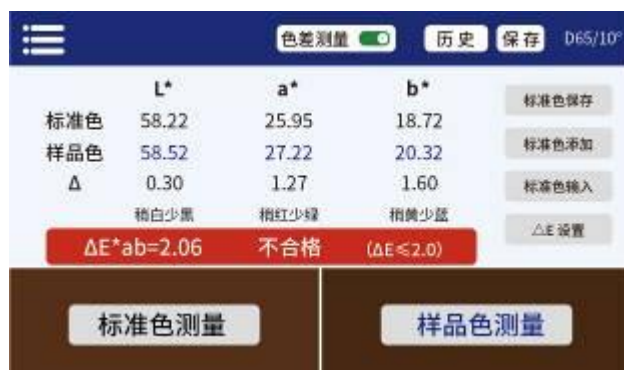 色差测量 历史 保存 D65/10°
L* a* b*
标准色 58.22 25.95 18.72
样品色 58.52 27.22 20.32
Δ 0.30 1.27 1.60
稍白少黑 稍红少绿 稍黄少蓝
ΔE*ab=2.06 不合格 (ΔE≤2.0)
标准色保存
标准色添加
标准色输入
△E 设置
标准色测量 样品色测量